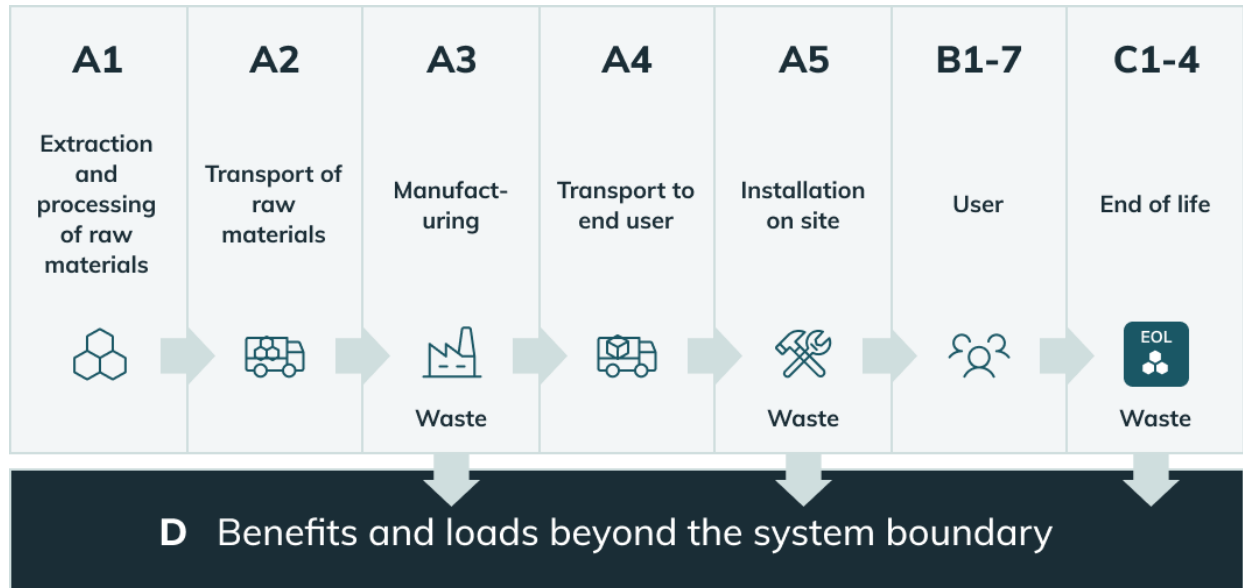 A1
A2
A3
A4
A5
B1-7
C1-4
Extraction
and
processing
of raw
materials
Transport of
raw
materials
Manufact-
uring
Transport to
end user
Installation
on site
User
End of life
EOL
Waste
Waste
Waste
D Benefits and loads beyond the system boundary